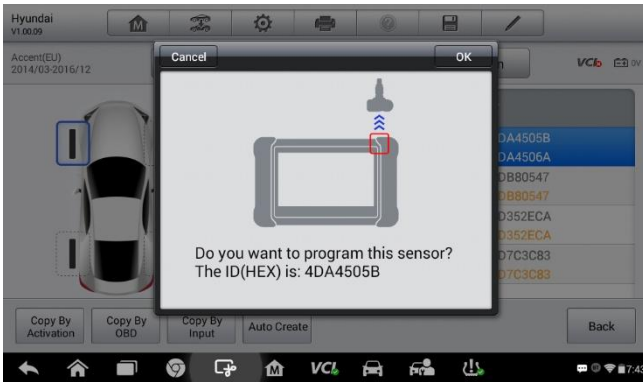 Hyundai
V1.00.09
Accent(EU)
2014/03-2016/12
VCI
0V
Cancel
OK
Do you want to program this sensor?
The ID(HEX) is: 4DA4505B
DA4505B
DA4506A
DB80547
DB80547
D352ECA
D352ECA
D7C3C83
D7C3C83
Copy By
Activation
Copy By
OBD
Copy By
Input
Auto Create
Back
VCI